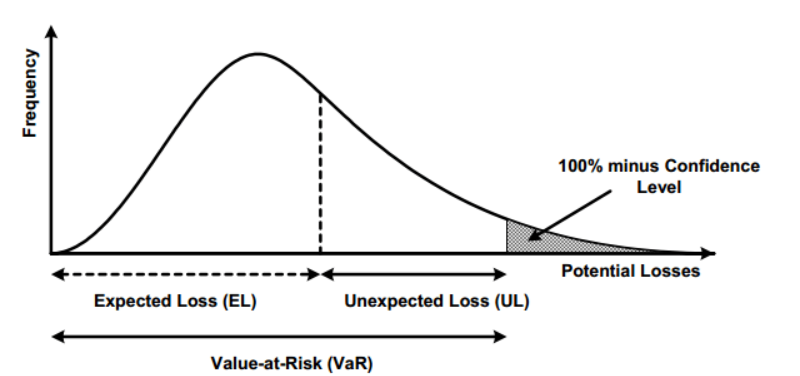 Frequency
100% minus Confidence
Level
Potential Losses
Expected Loss (EL)
Unexpected Loss (UL)
Value-at-Risk (VaR)